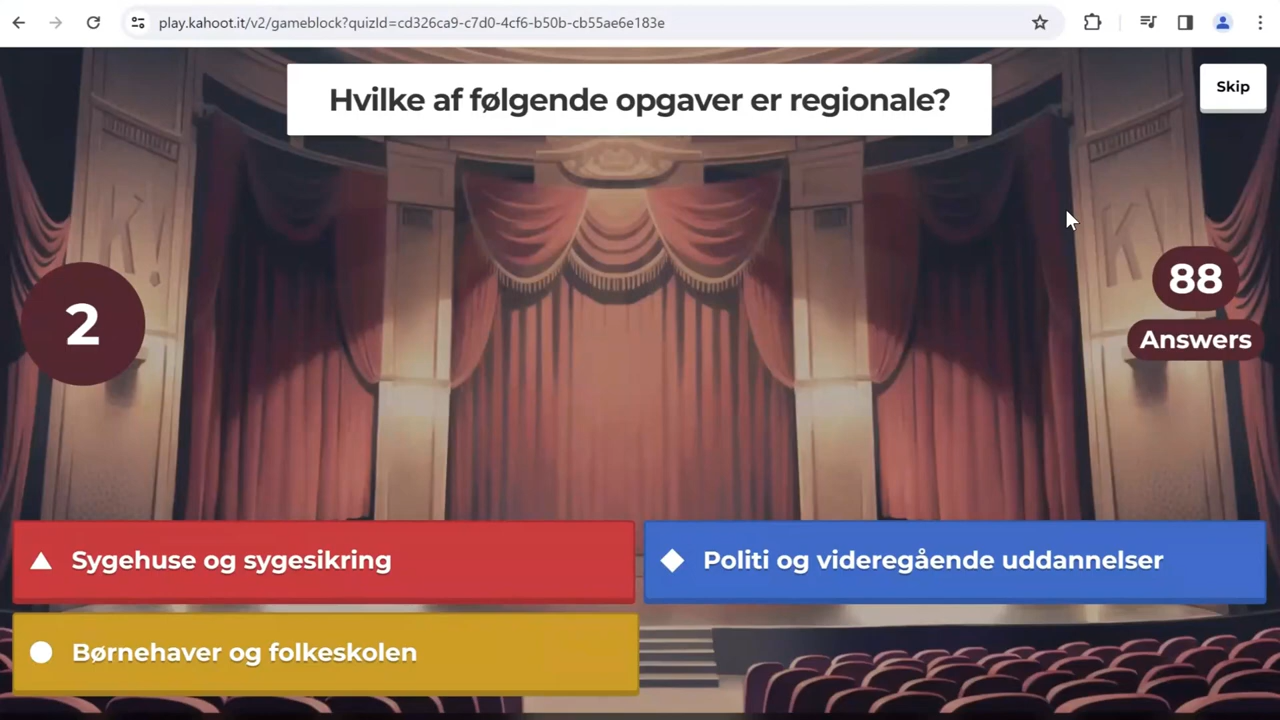 play.kahoot.it/v2/gameblock?quizId=cd326ca9-c7d0-4cf6-b50b-cb55ae6e183e
Hvilke af følgende opgaver er regionale?
Skip
K!
K!
2
88
Answers
Sygehuse og sygesikring
Politi og videregående uddannelser
Børnehaver og folkeskolen